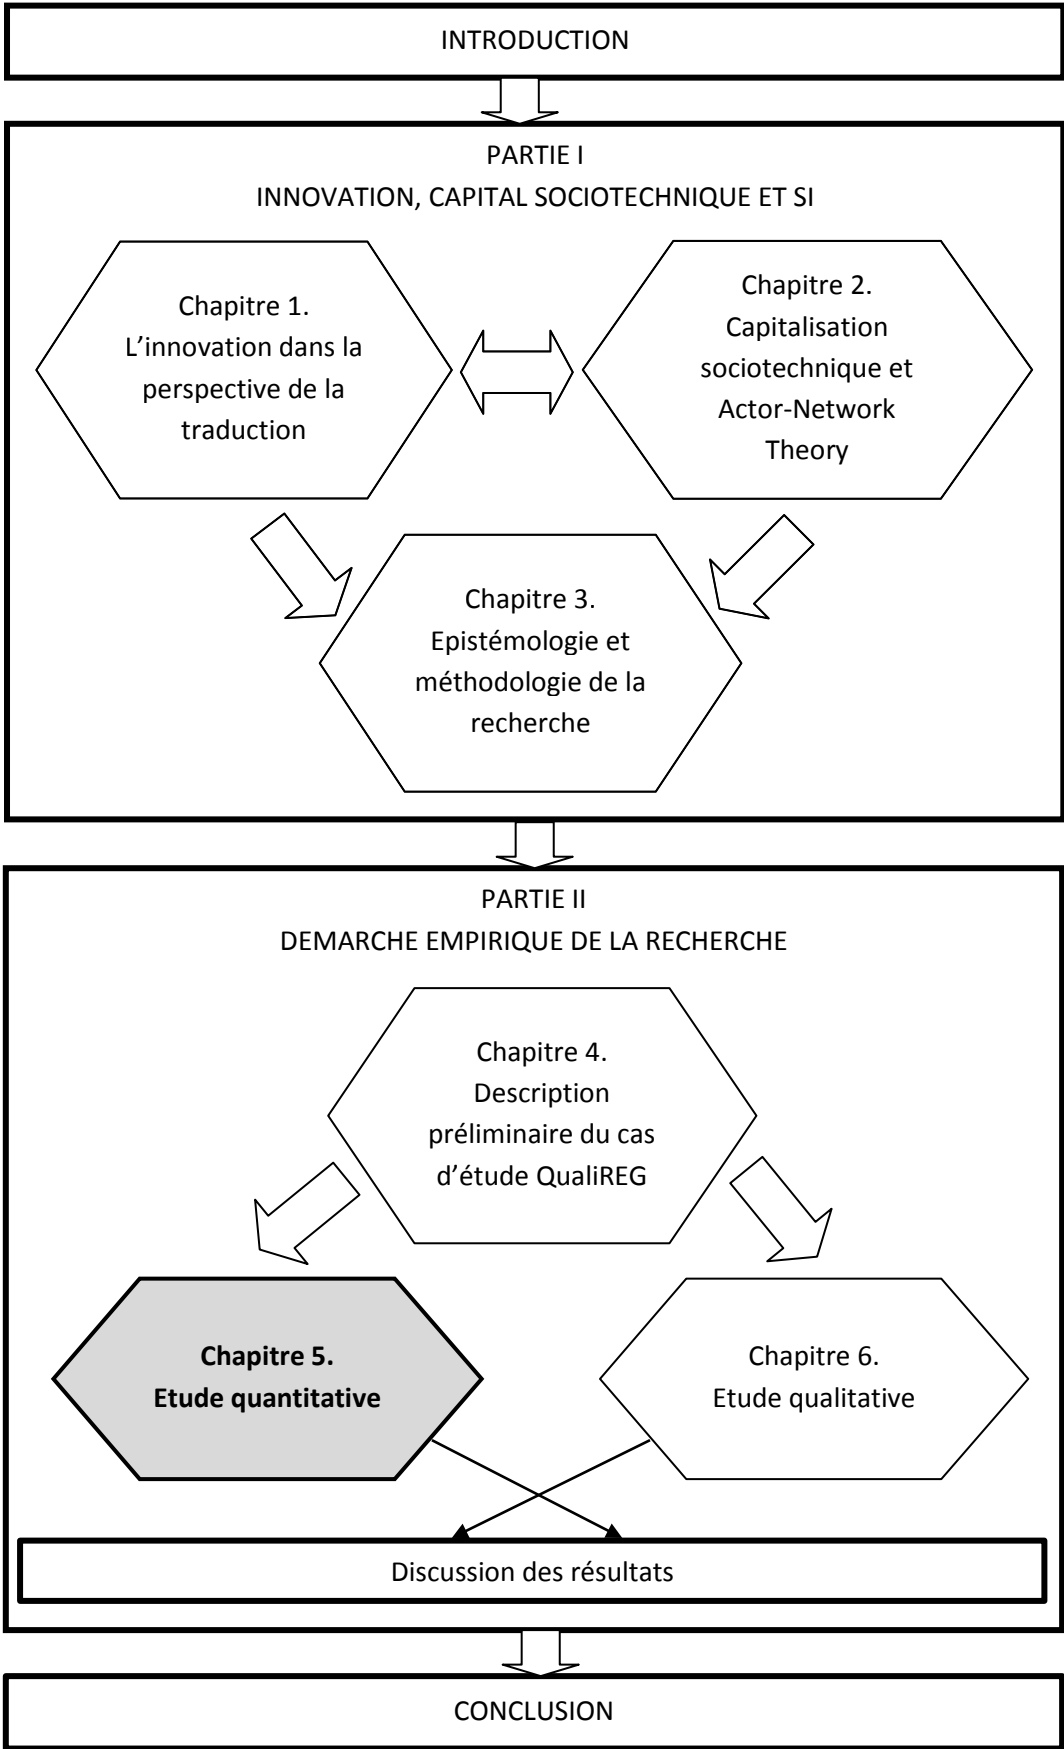 INTRODUCTION
PARTIE I
INNOVATION, CAPITAL SOCIOTECHNIQUE ET SI
Chapitre 1.
L’innovation dans la
perspective de la
traduction
Chapitre 2.
Capitalisation
sociotechnique et
Actor-Network
Theory
Chapitre 3.
Epistémologie et
méthodologie de la
recherche
PARTIE II
DEMARCHE EMPIRIQUE DE LA RECHERCHE
Chapitre 4.
Description
préliminaire du cas
d’étude QualiREG
Chapitre 5.
Etude quantitative
Chapitre 6.
Etude qualitative
Discussion des résultats
CONCLUSION